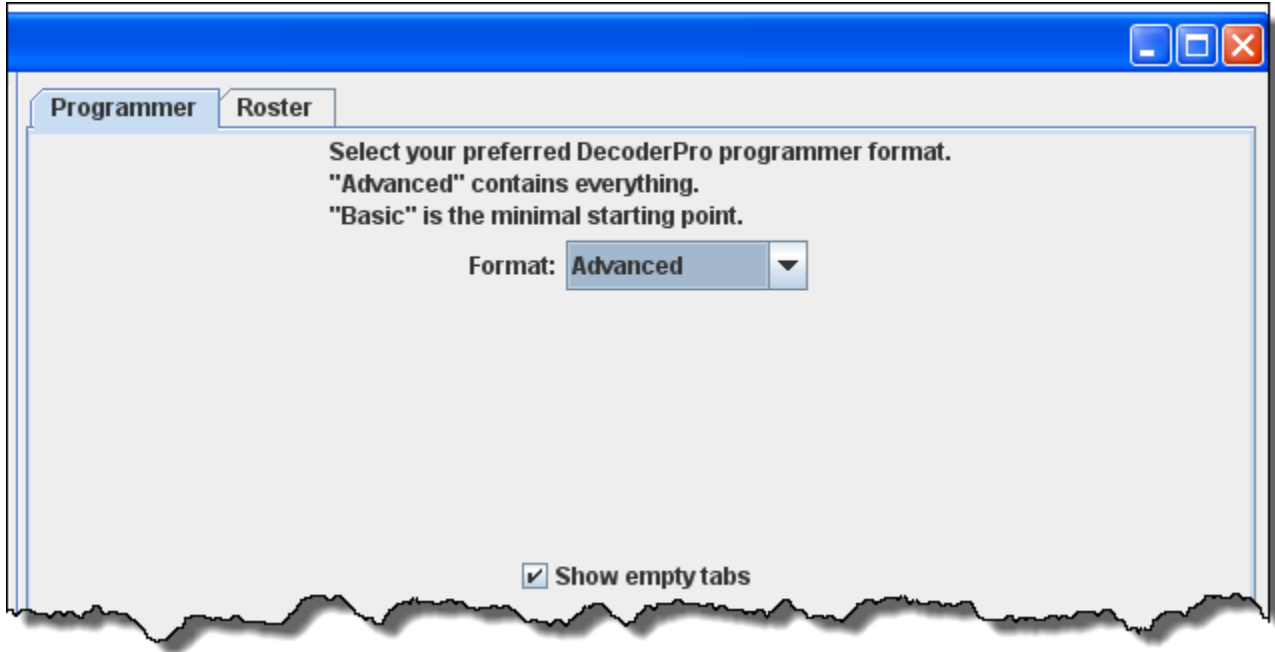 Programmer
Roster
Select your preferred DecoderPro programmer format.
"Advanced" contains everything.
"Basic" is the minimal starting point.
Format: Advanced
Show empty tabs